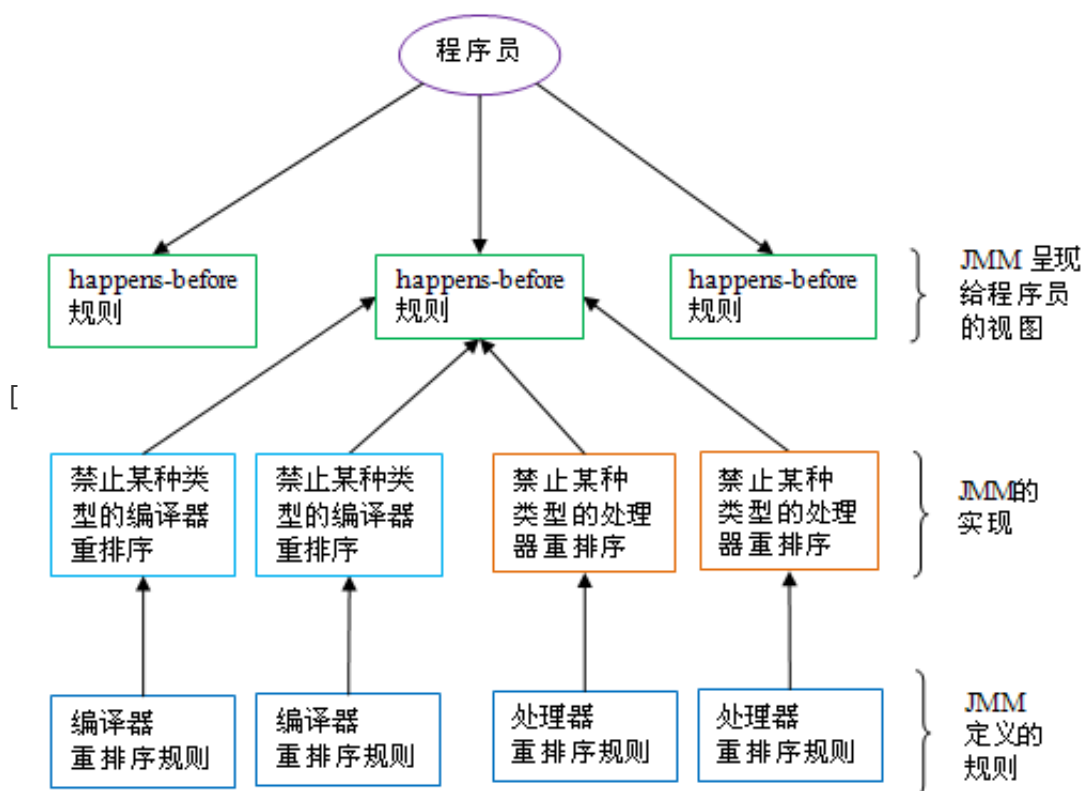 程序员
happens-before
规则
happens-before
规则
happens-before
规则
JMM 呈现
给程序员
的视图
[
禁止某种类
型的编译器
重排序
禁止某种类
型的编译器
重排序
禁止某种
类型的处理
器重排序
禁止某种
类型的处理
器重排序
JMM的
实现
编译器
重排序规则
编译器
重排序规则
处理器
重排序规则
处理器
重排序规则
JMM
定义的
规则